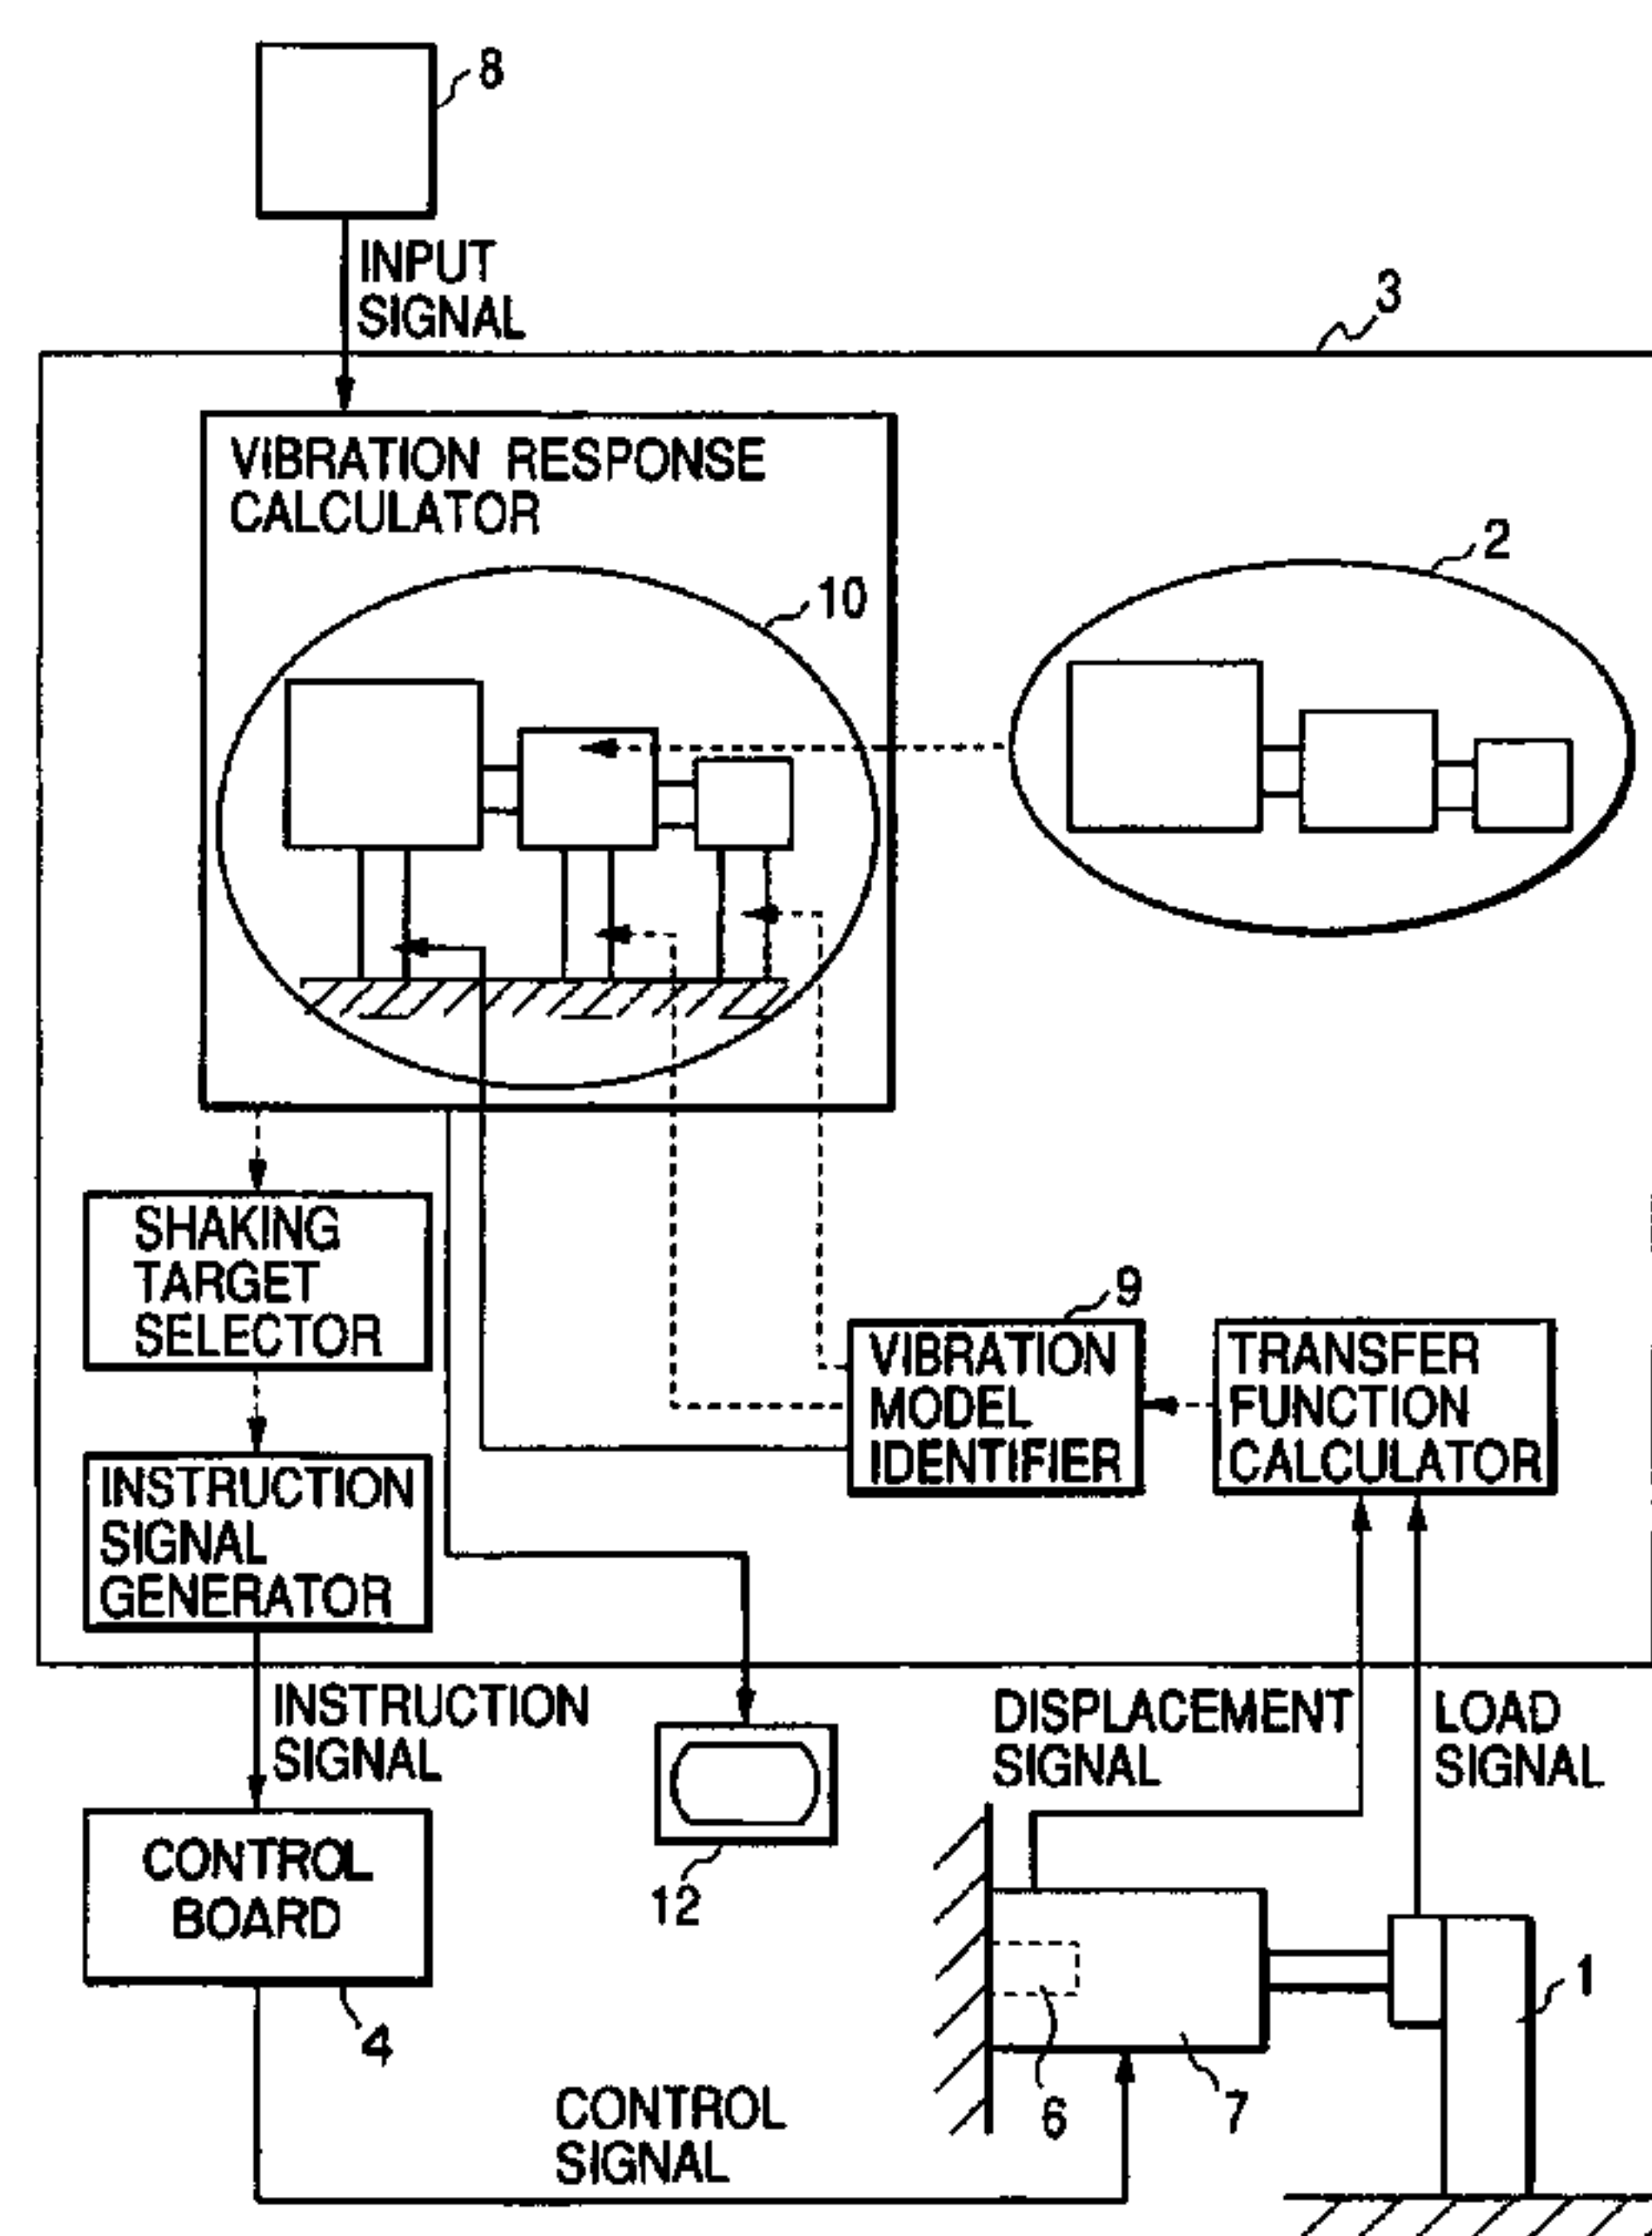 8
INPUT
SIGNAL
3
VIBRATION RESPONSE
CALCULATOR
2
10
SHAKING
TARGET
SELECTOR
9
VIBRATION
MODEL
IDENTIFIER
TRANSFER
FUNCTION
CALCULATOR
INSTRUCTION
SIGNAL
GENERATOR
INSTRUCTION
SIGNAL
DISPLACEMENT
SIGNAL
LOAD
SIGNAL
CONTROL
BOARD
12
1
4
6
7
CONTROL
SIGNAL